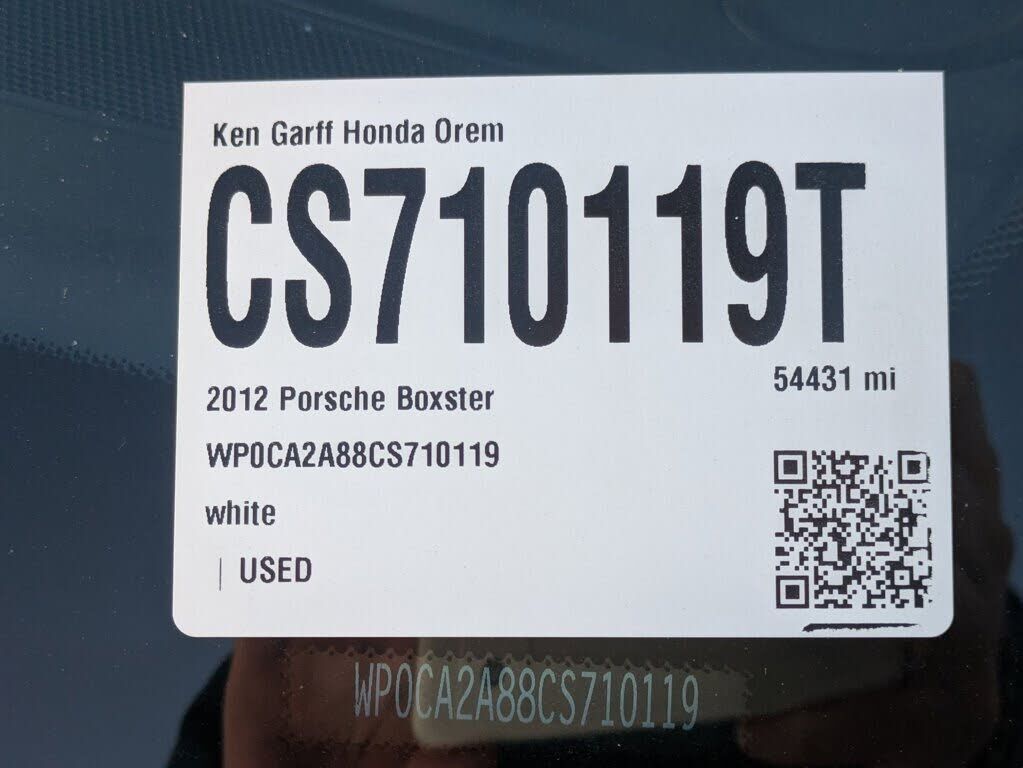 Ken Garff Honda Orem
CS710119T
54431 mi
2012 Porsche Boxster
WP0CA2A88CS710119
white
| USED
WP0CA2A88CS710119